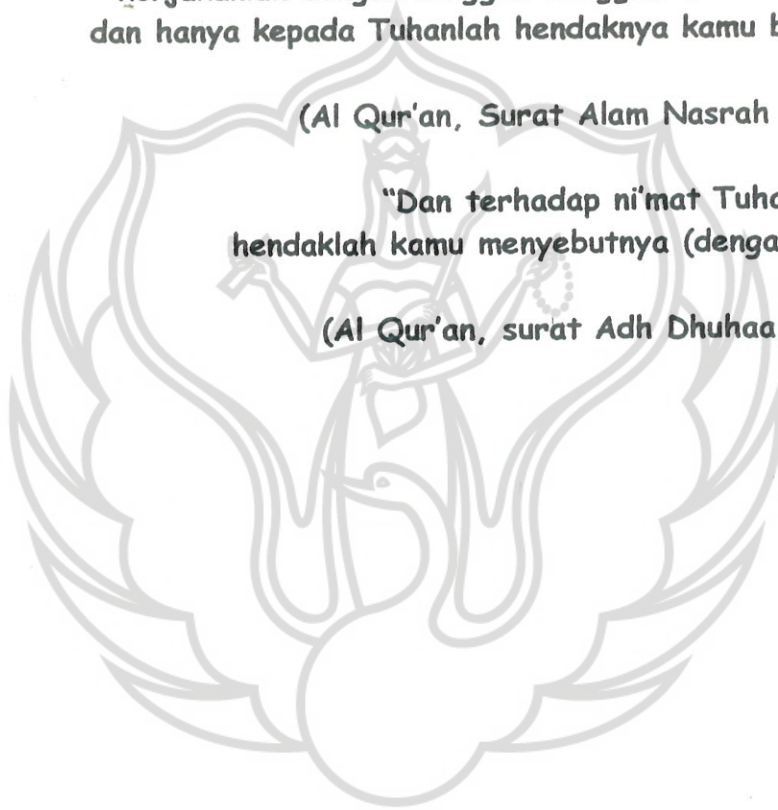 dan hanya kepada Tuhanlah hendaknya kamu
(Al Qur'an, Surat Alam Nasrah
"Dan terhadap ni'mat
hendaklah kamu menyebutnya
(Al Qur'an, surat Adh Dhuhaa